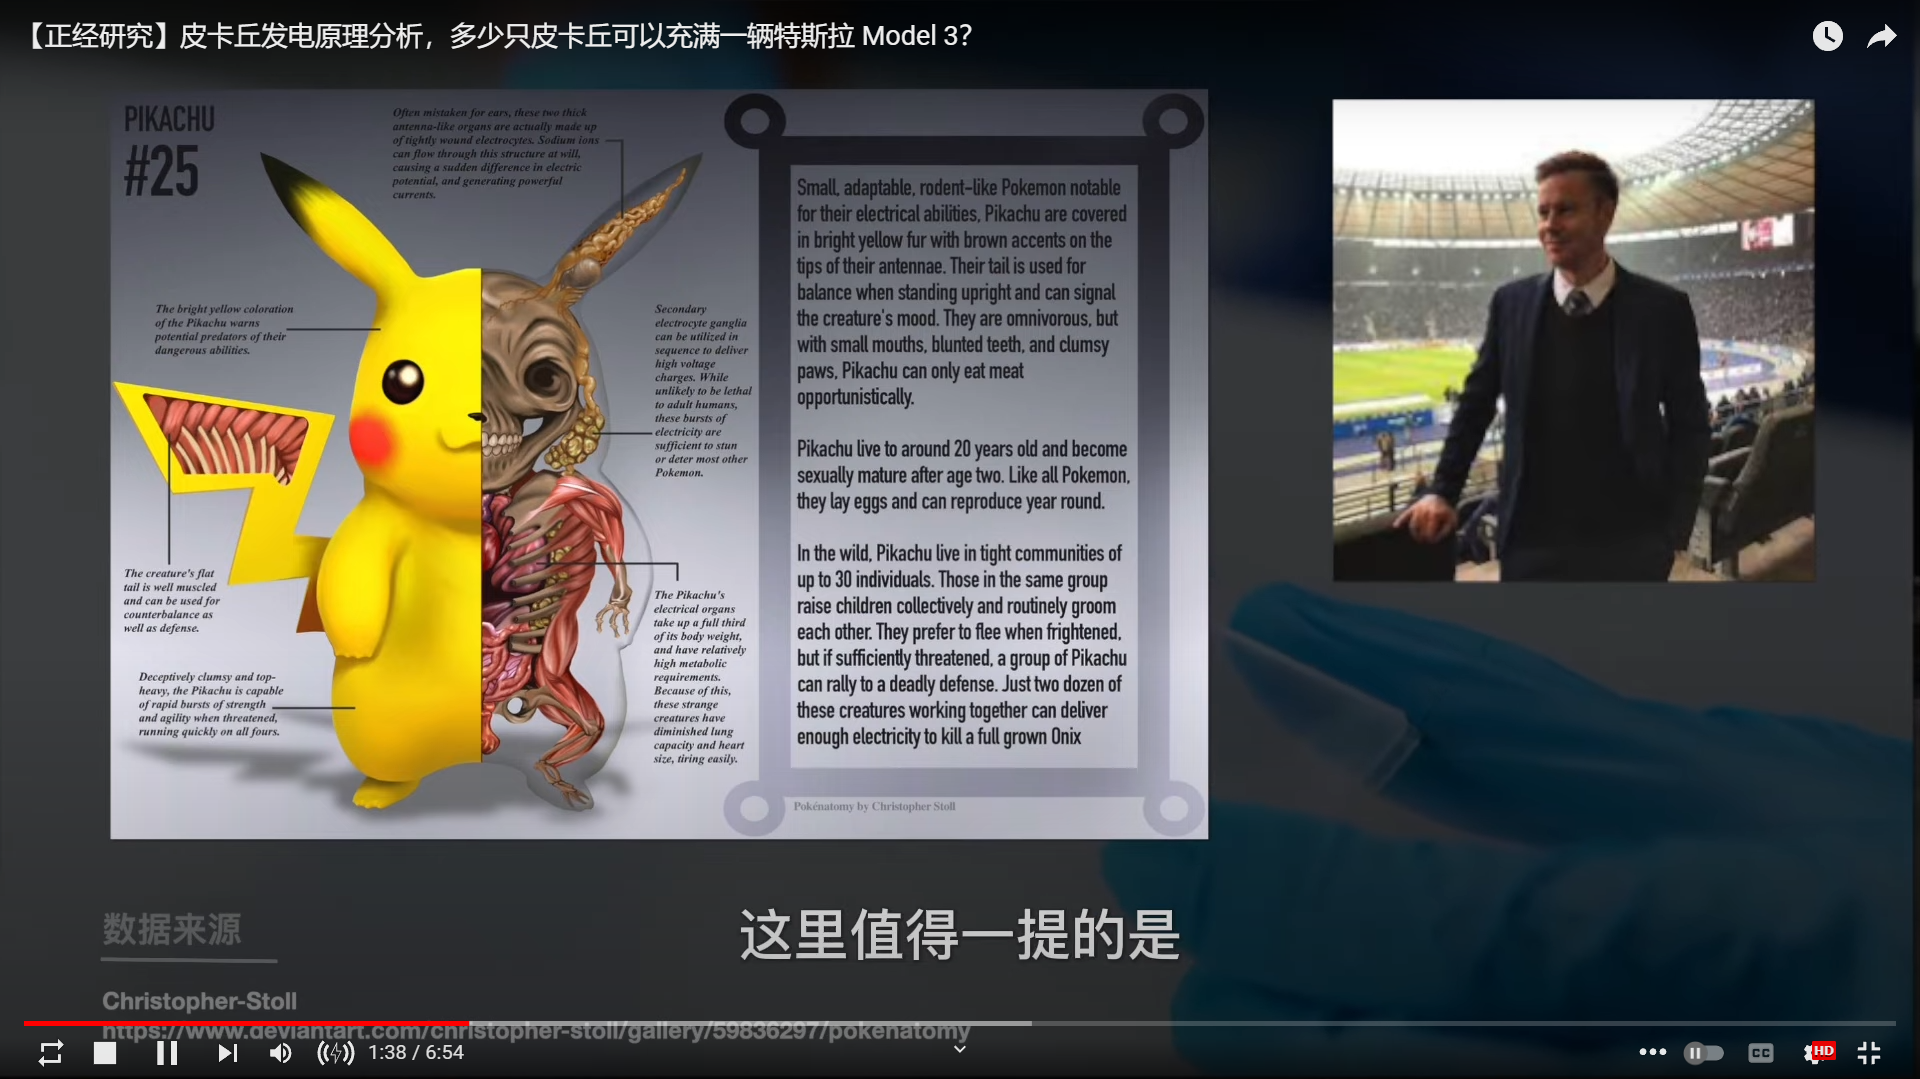 【正经研究】皮卡丘发电原理分析，多少只皮卡丘可以充满一辆特斯拉 Model 3？
PIKACHU
#25
Often mistaken for ears, these two thick
antenna-like organs are actually made up
of tightly wound electrocytes. Sodium ions
can flow through this structure at will,
causing a sudden difference in electric
potential, and generating powerful
currents.
The bright yellow coloration
of the Pikachu warns
potential predators of their
dangerous abilities.
Secondary
electrocyte ganglia
can be utilized in
sequence to deliver
high voltage
charges. While
unlikely to be lethal
to adult humans,
these bursts of
electricity are
sufficient to stun
or deter most other
Pokemon.
The creature's flat
tail is well muscled
and can be used for
counterbalance as
well as defense.
The Pikachu's
electrical organs
take up a full third
of its body weight,
and have relatively
high metabolic
requirements.
Because of this,
these strange
creatures have
diminished lung
capacity and heart
size, tiring easily.
Deceptively clumsy and top-
heavy, the Pikachu is capable
of rapid bursts of strength
and agility when threatened,
running quickly on all fours.
Small, adaptable, rodent-like Pokemon notable
for their electrical abilities, Pikachu are covered
in bright yellow fur with brown accents on the
tips of their antennae. Their tail is used for
balance when standing upright and can signal
the creature's mood. They are omnivorous, but
with small mouths, blunted teeth, and clumsy
paws, Pikachu can only eat meat
opportunistically.
Pikachu live to around 20 years old and become
sexually mature after age two. Like all Pokemon,
they lay eggs and can reproduce year round.
In the wild, Pikachu live in tight communities of
up to 30 individuals. Those in the same group
raise children collectively and routinely groom
each other. They prefer to flee when frightened,
but if sufficiently threatened, a group of Pikachu
can rally to a deadly defense. Just two dozen of
these creatures working together can deliver
enough electricity to kill a full grown Onix
Pokénatomy by Christopher Stoll
数据来源
这里值得一提的是
Christopher-Stoll
https://www.deviantart.com/christopher-stoll/gallery/59836297/pokenatomy
1:38 / 6:54
CC
HD